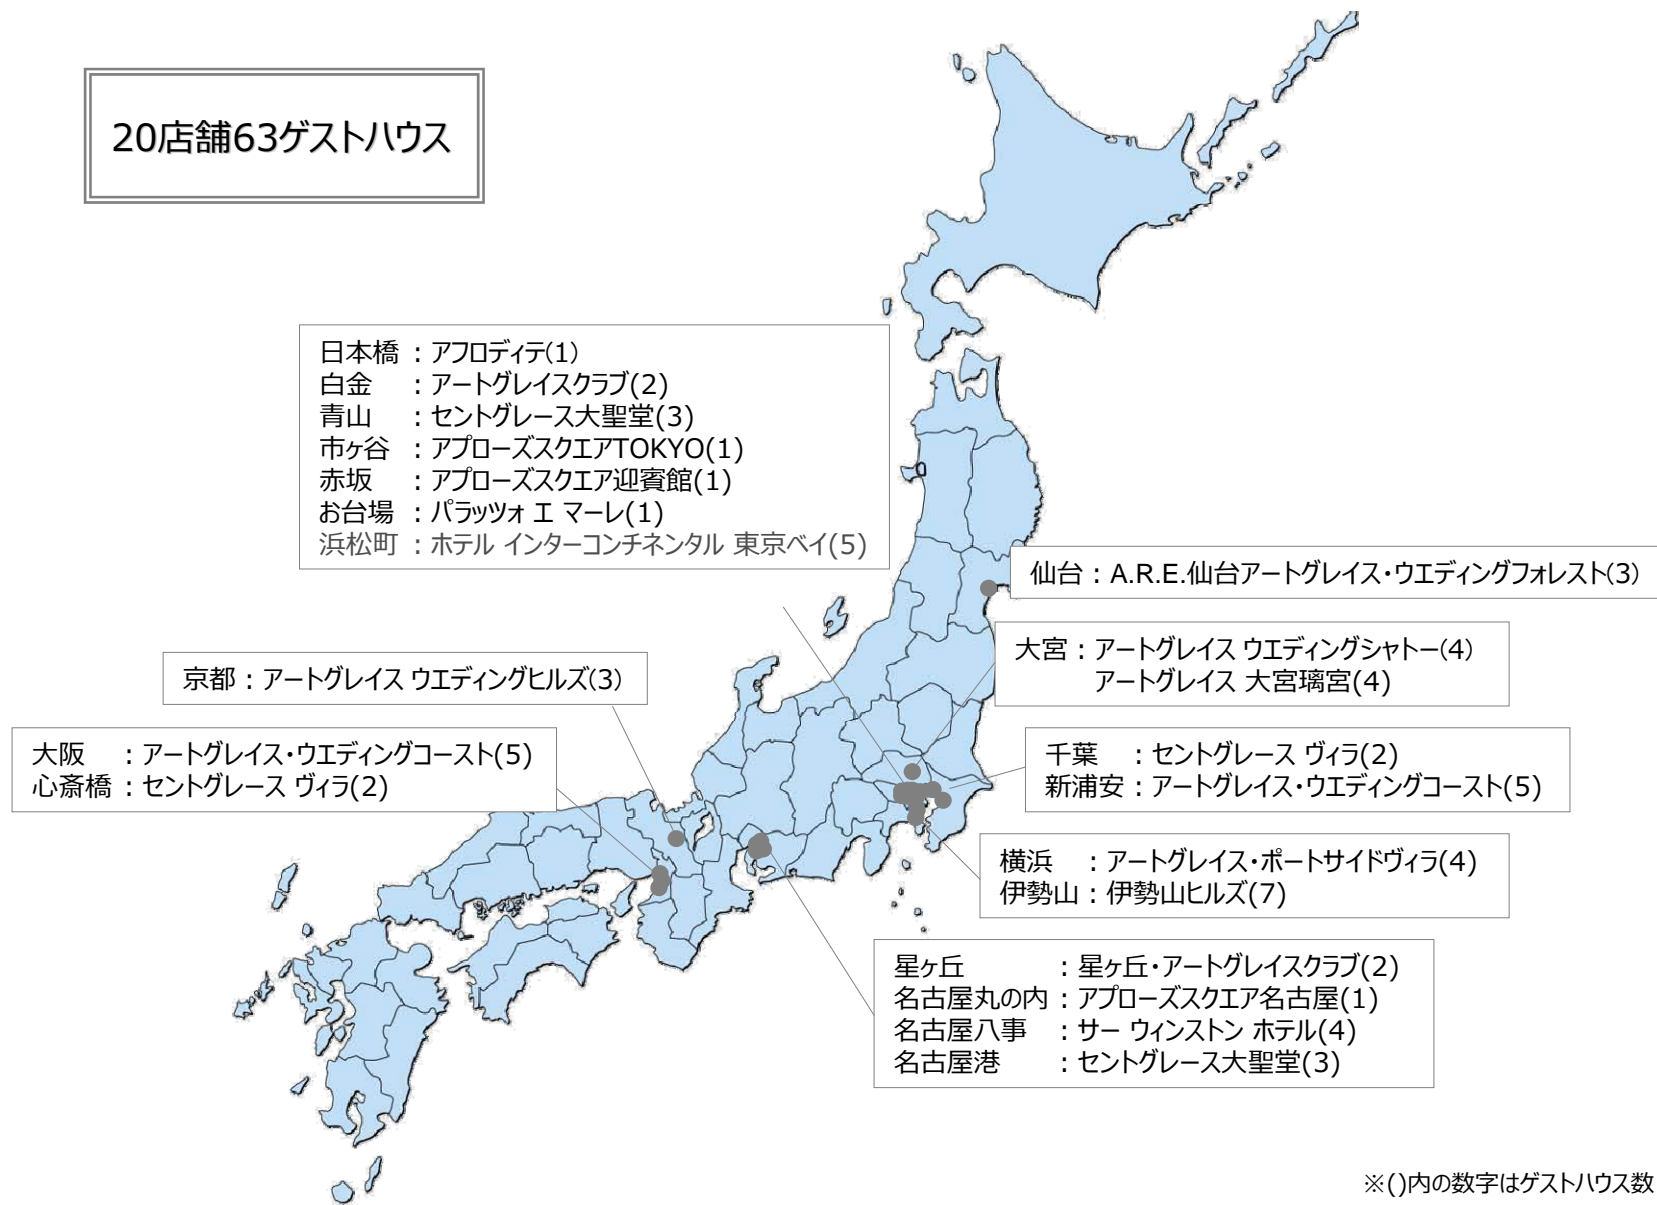 20店舗63ゲストハウス
日本橋：アフロディテ(1)
白金　：アートグレイスクラブ(2)
青山　：セントグレース大聖堂(3)
市ヶ谷：アプローズスクエアTOKYO(1)
赤坂　：アプローズスクエア迎賓館(1)
お台場：パラッツォ エ マーレ(1)
浜松町：ホテル インターコンチネンタル 東京ベイ(5)
仙台：A.R.E.仙台アートグレイス・ウエディングフォレスト(3)
大宮：アートグレイス ウエディングシャトー(4)
アートグレイス 大宮璃宮(4)
京都：アートグレイス ウエディングヒルズ(3)
大阪　：アートグレイス・ウエディングコースト(5)
心斎橋：セントグレース ヴィラ(2)
千葉　：セントグレース ヴィラ(2)
新浦安：アートグレイス・ウエディングコースト(5)
横浜　：アートグレイス・ポートサイドヴィラ(4)
伊勢山：伊勢山ヒルズ(7)
星ヶ丘　　　：星ヶ丘・アートグレイスクラブ(2)
名古屋丸の内：アプローズスクエア名古屋(1)
名古屋八事　：サー ウィンストン ホテル(4)
名古屋港　　：セントグレース大聖堂(3)
※()内の数字はゲストハウス数